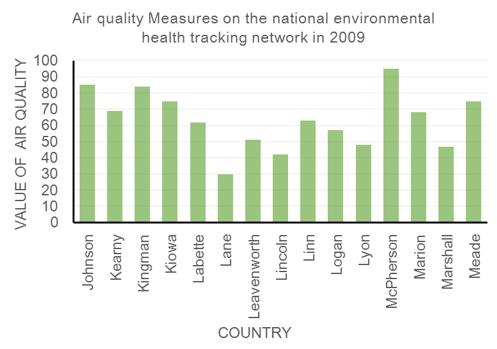 Air quality Measures on the national environmental
health tracking network in 2009
VALUE OF AIR QUALITY
100
90
80
70
60
50
40
30
20
10
0
Johnson
Kearny
Kingman
Kiowa
Labette
Lane
Leavenworth
Lincoln
Linn
Logan
Lyon
McPherson
Marion
Marshall
Meade
COUNTRY